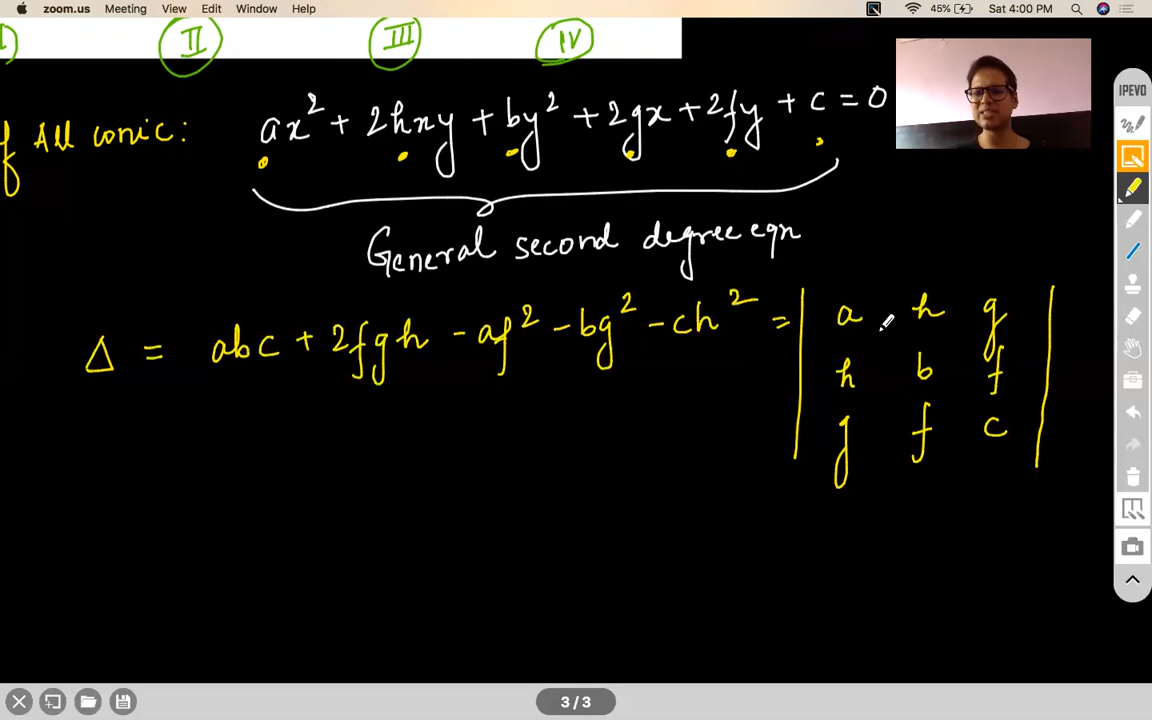 zoom.us Meeting View Edit Window Help 45% Sat 4:00 PM
II III IV
f All conic: ax² + 2hxy + by² + 2gx + 2fy + c = 0
IPEVO
General second degree eqn
Δ = abc + 2fgh - af² - bg² - ch² = | a h g |
| h b f |
| g f c |
3/3